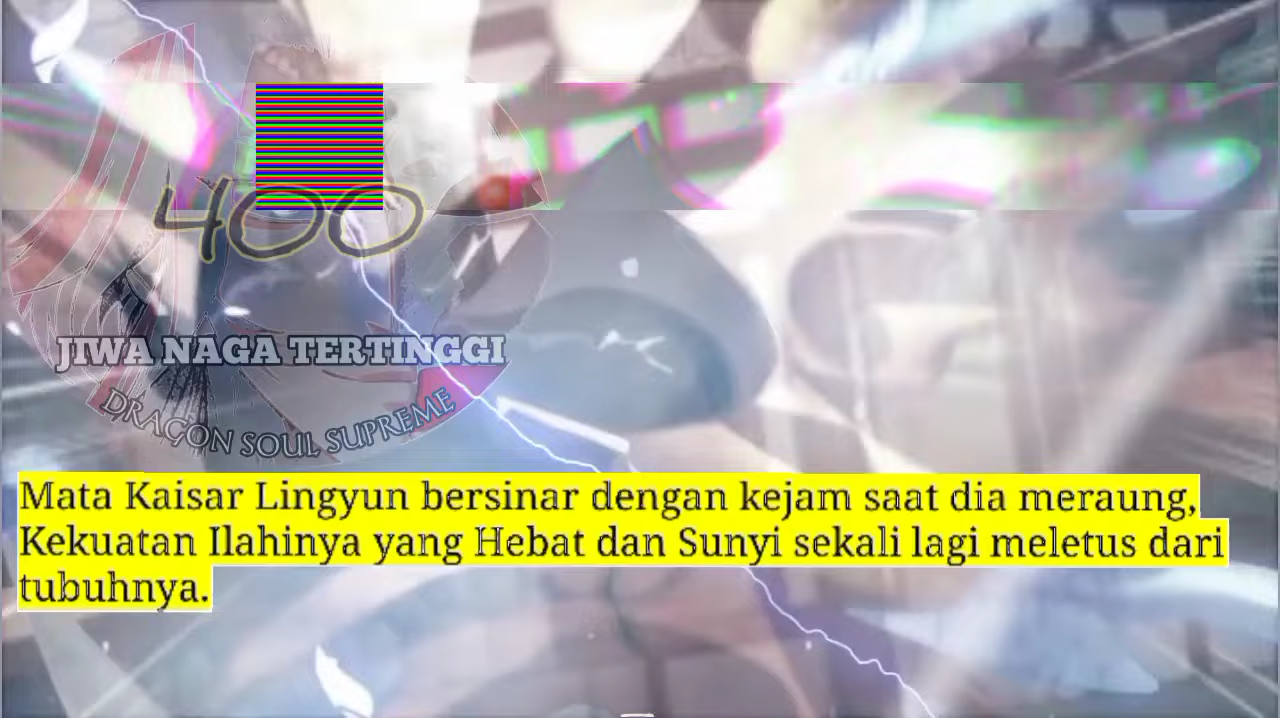 400
JIWA NAGA TERTINGGI
DRAGON SOUL SUPREME
Mata Kaisar Lingyun bersinar dengan kejam saat dia meraung,
Kekuatan Ilahinya yang Hebat dan Sunyi sekali lagi meletus dari
tubuhnya.